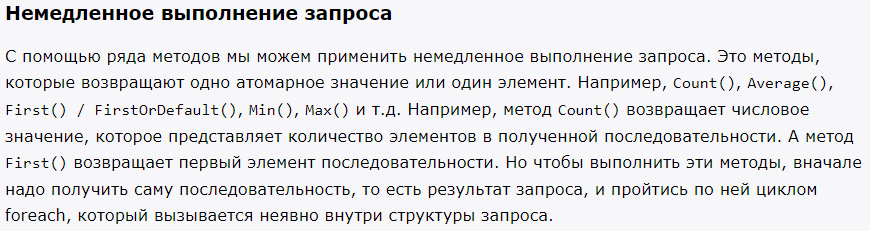 Немедленное выполнение запроса
С помощью ряда методов мы можем применить немедленное выполнение запроса. Это методы,
которые возвращают одно атомарное значение или один элемент. Например, Count(), Average(),
First() / FirstOrDefault(), Min(), Max() и т.д. Например, метод Count() возвращает числовое
значение, которое представляет количество элементов в полученной последовательности. А метод
First() возвращает первый элемент последовательности. Но чтобы выполнить эти методы, вначале
надо получить саму последовательность, то есть результат запроса, и пройтись по ней циклом
foreach, который вызывается неявно внутри структуры запроса.